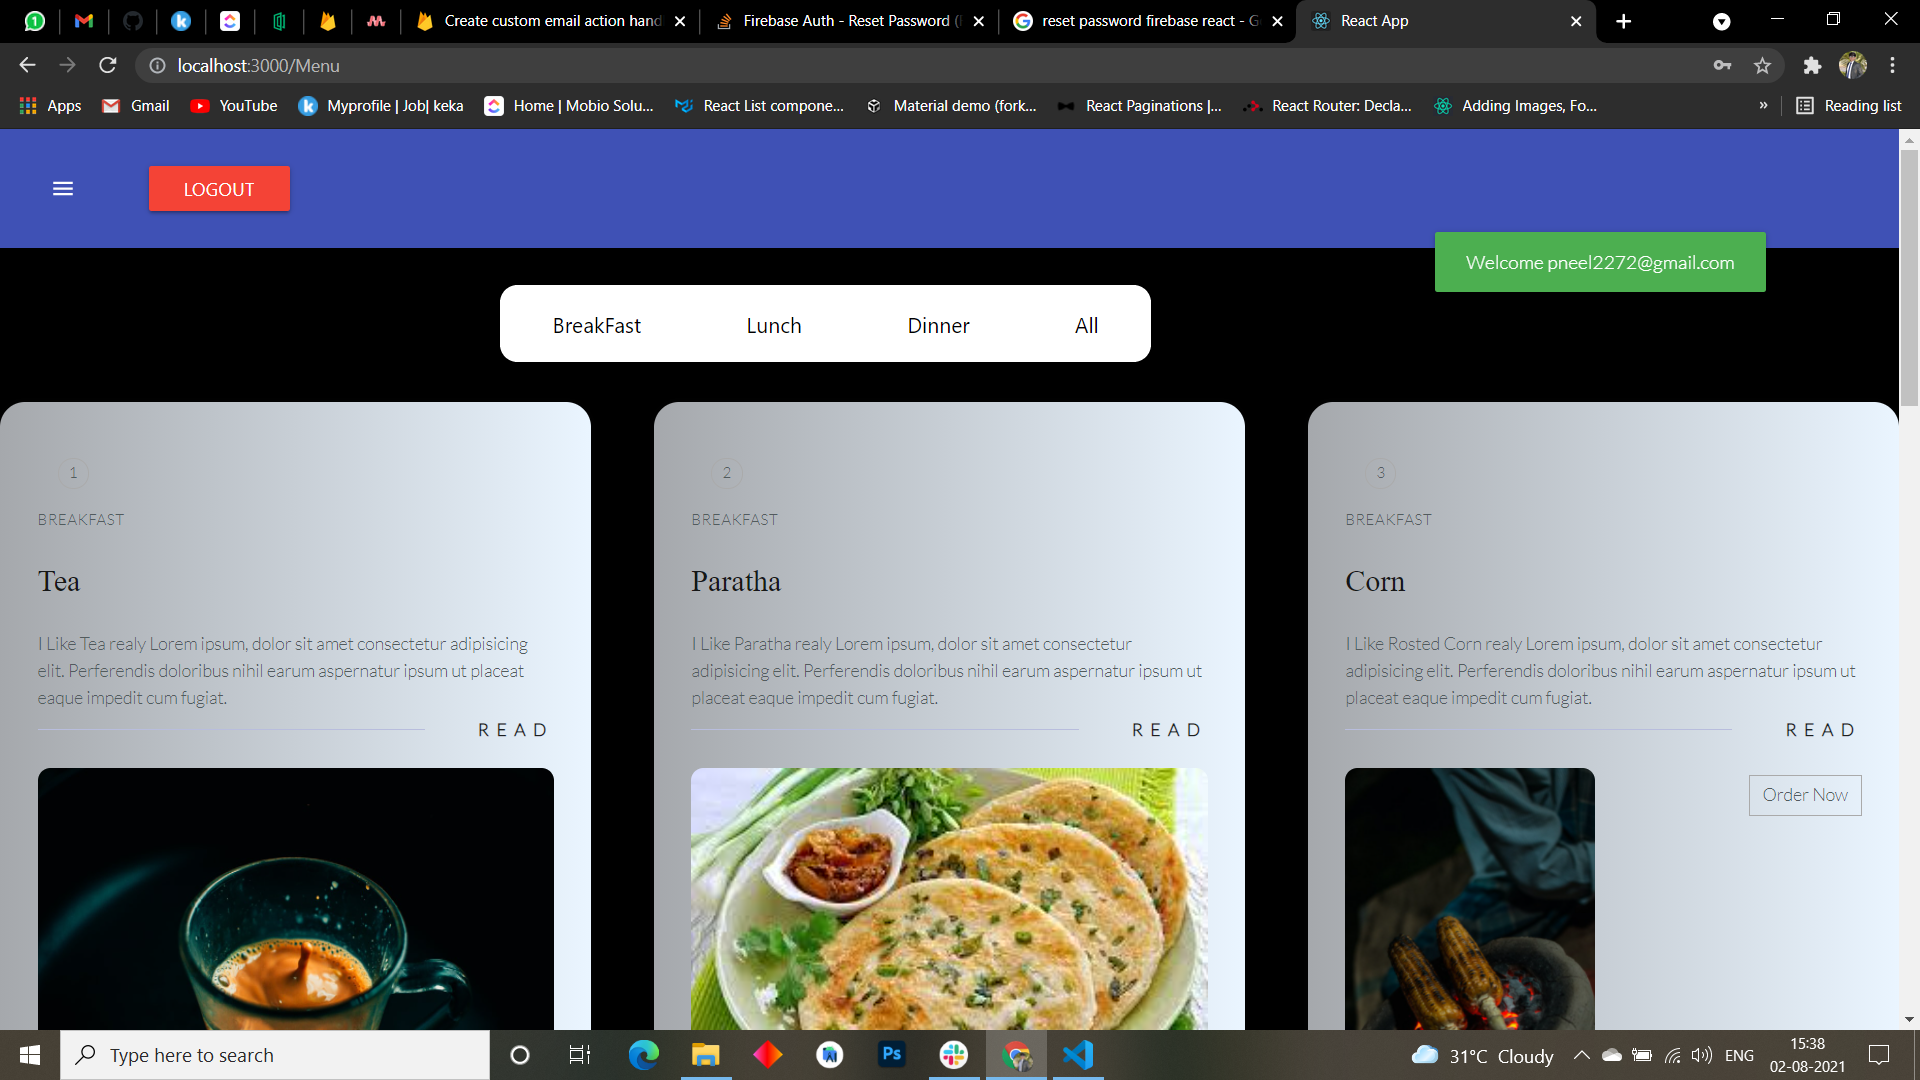 Create custom email action hand
Firebase Auth - Reset Password (
reset password firebase react - G
React App
localhost:3000/Menu
Apps
Gmail
YouTube
Myprofile | Job| keka
Home | Mobio Solu...
React List compone...
Material demo (fork...
React Paginations |...
React Router: Decla...
Adding Images, Fo...
»
Reading list
LOGOUT
Welcome pneel2272@gmail.com
BreakFast
Lunch
Dinner
All
1
BREAKFAST
Tea
I Like Tea realy Lorem ipsum, dolor sit amet consectetur adipisicing
elit. Perferendis doloribus nihil earum aspernatur ipsum ut placeat
eaque impedit cum fugiat.
READ
2
BREAKFAST
Paratha
I Like Paratha realy Lorem ipsum, dolor sit amet consectetur
adipisicing elit. Perferendis doloribus nihil earum aspernatur ipsum ut
placeat eaque impedit cum fugiat.
READ
3
BREAKFAST
Corn
I Like Rosted Corn realy Lorem ipsum, dolor sit amet consectetur
adipisicing elit. Perferendis doloribus nihil earum aspernatur ipsum ut
placeat eaque impedit cum fugiat.
READ
Order Now
Type here to search
Ps
31°C Cloudy
ENG
15:38
02-08-2021